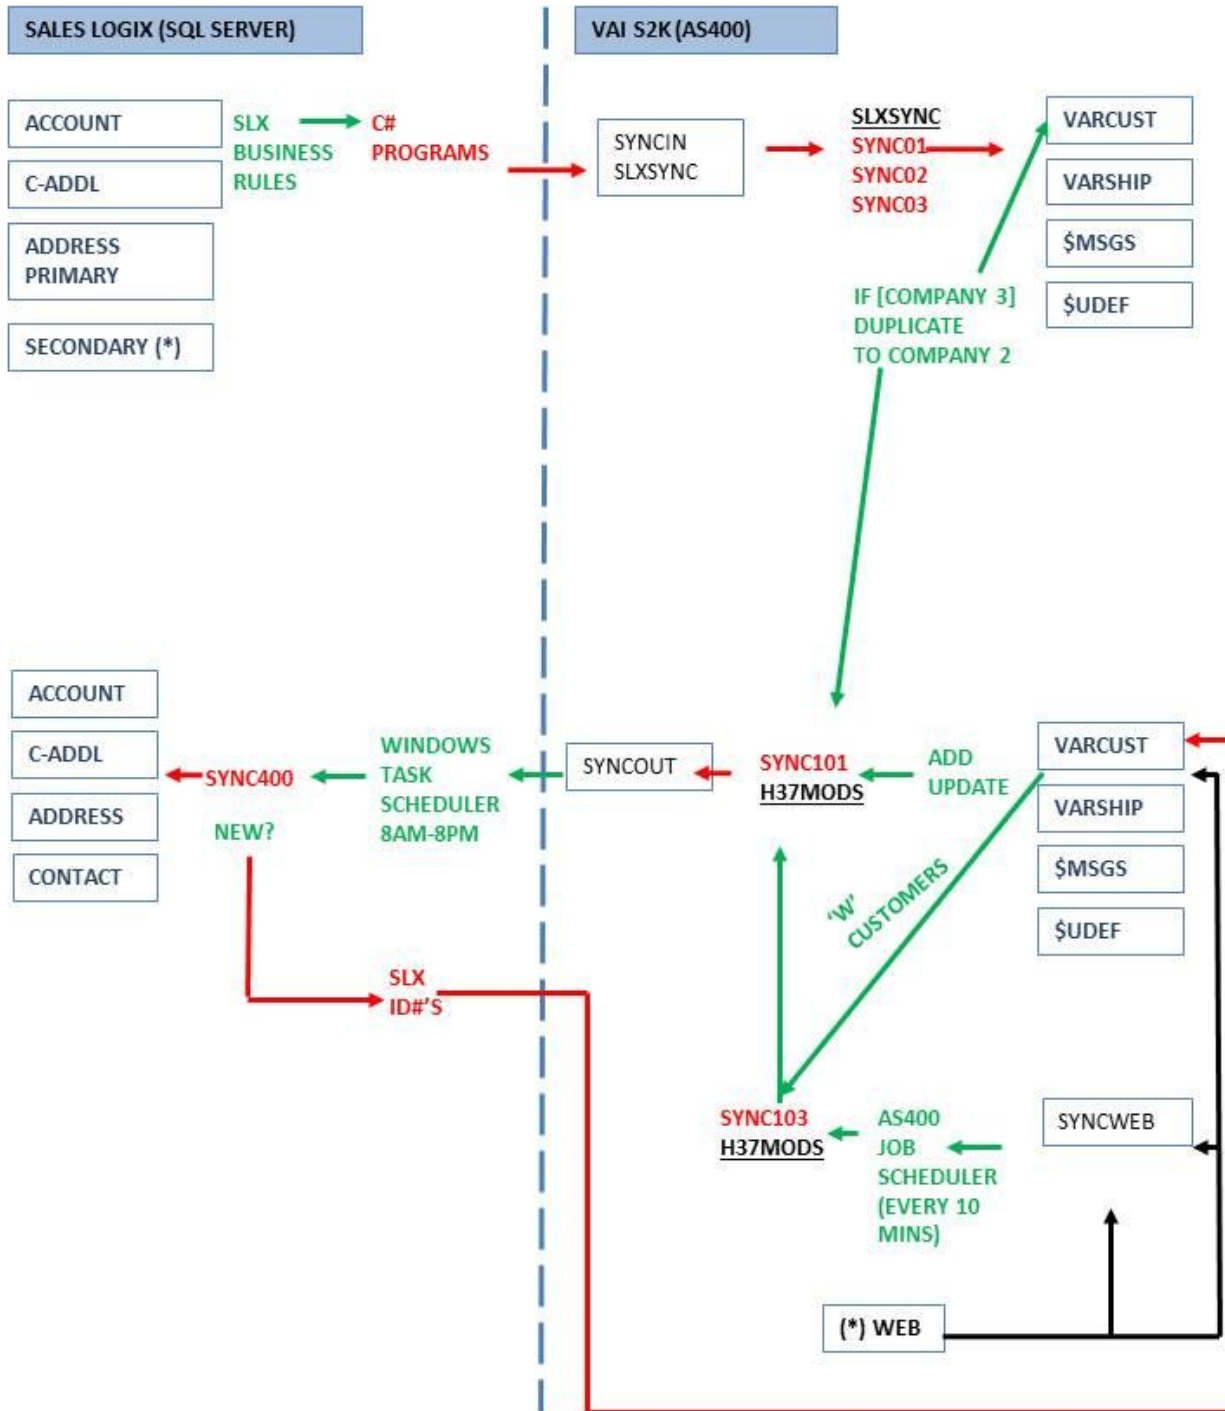 SALES LOGIX (SQL SERVER)
VAI S2K (AS400)
ACCOUNT
C-ADDL
ADDRESS
PRIMARY
SECONDARY (*)
SLX
BUSINESS
RULES
C#
PROGRAMS
SYNCIN
SLXSYNC
SLXSYNC
SYNC01
SYNC02
SYNC03
VARCUST
VARSHIP
$MSGS
$UDEF
IF [COMPANY 3]
DUPLICATE
TO COMPANY 2
ACCOUNT
C-ADDL
ADDRESS
CONTACT
SYNC400
NEW?
WINDOWS
TASK
SCHEDULER
8AM-8PM
SYNCOUT
SYNC101
H37MODS
ADD
UPDATE
VARCUST
VARSHIP
$MSGS
$UDEF
‘W’
CUSTOMERS
SLX
ID#’S
SYNC103
H37MODS
AS400
JOB
SCHEDULER
(EVERY 10
MINS)
SYNCWEB
(*) WEB